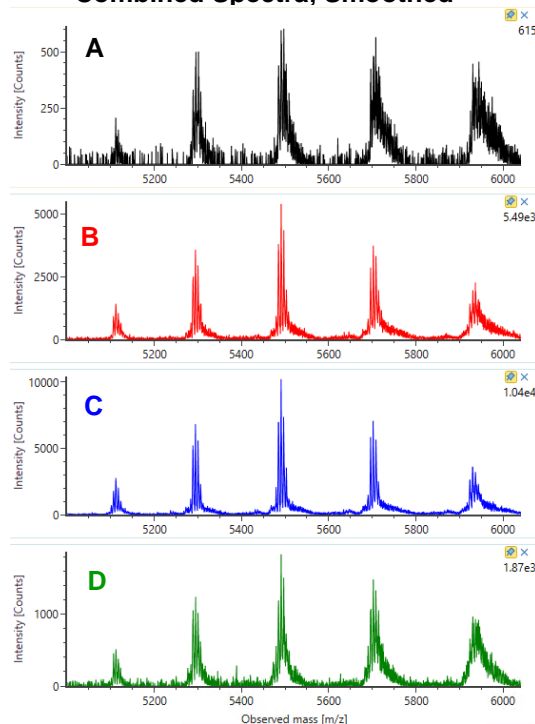 Combined Spectra, Smoothed
615
A
Intensity [Counts]
500
250
0
5200 5400 5600 5800 6000
5.49e3
B
Intensity [Counts]
5000
2500
0
5200 5400 5600 5800 6000
1.04e4
C
Intensity [Counts]
10000
5000
0
5200 5400 5600 5800 6000
1.87e3
D
Intensity [Counts]
1000
0
5200 5400 5600 5800 6000
Observed mass [m/z]